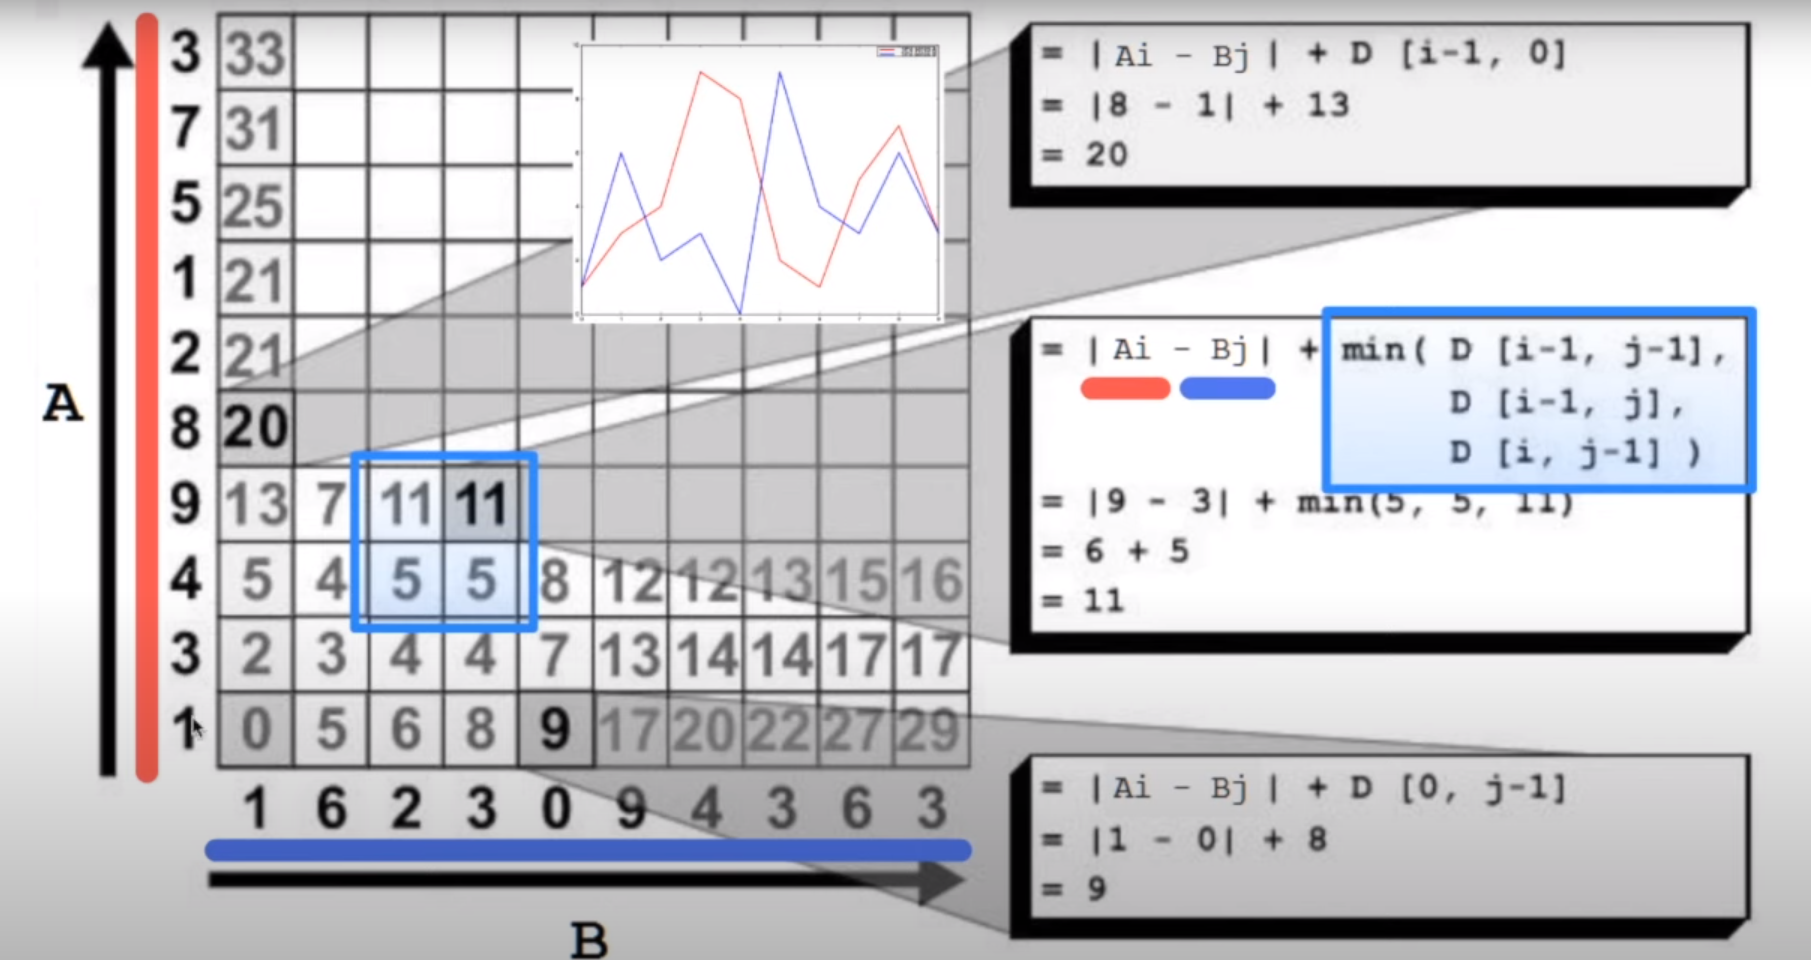 3 33
7 31
5 25
1 21
2 21
8 20
9 13 7 11 11
4 5 4 5 5 8 12 12 13 15 16
3 2 3 4 4 7 13 14 14 17 17
1 0 5 6 8 9 17 20 22 27 29
1 6 2 3 0 9 4 3 6 3
A
B
= | Ai - Bj | + D [i-1, 0]
= |8 - 1| + 13
= 20
= | Ai - Bj | + min( D [i-1, j-1],
D [i-1, j],
D [i, j-1] )
= |9 - 3| + min(5, 5, 11)
= 6 + 5
= 11
= | Ai - Bj | + D [0, j-1]
= |1 - 0| + 8
= 9